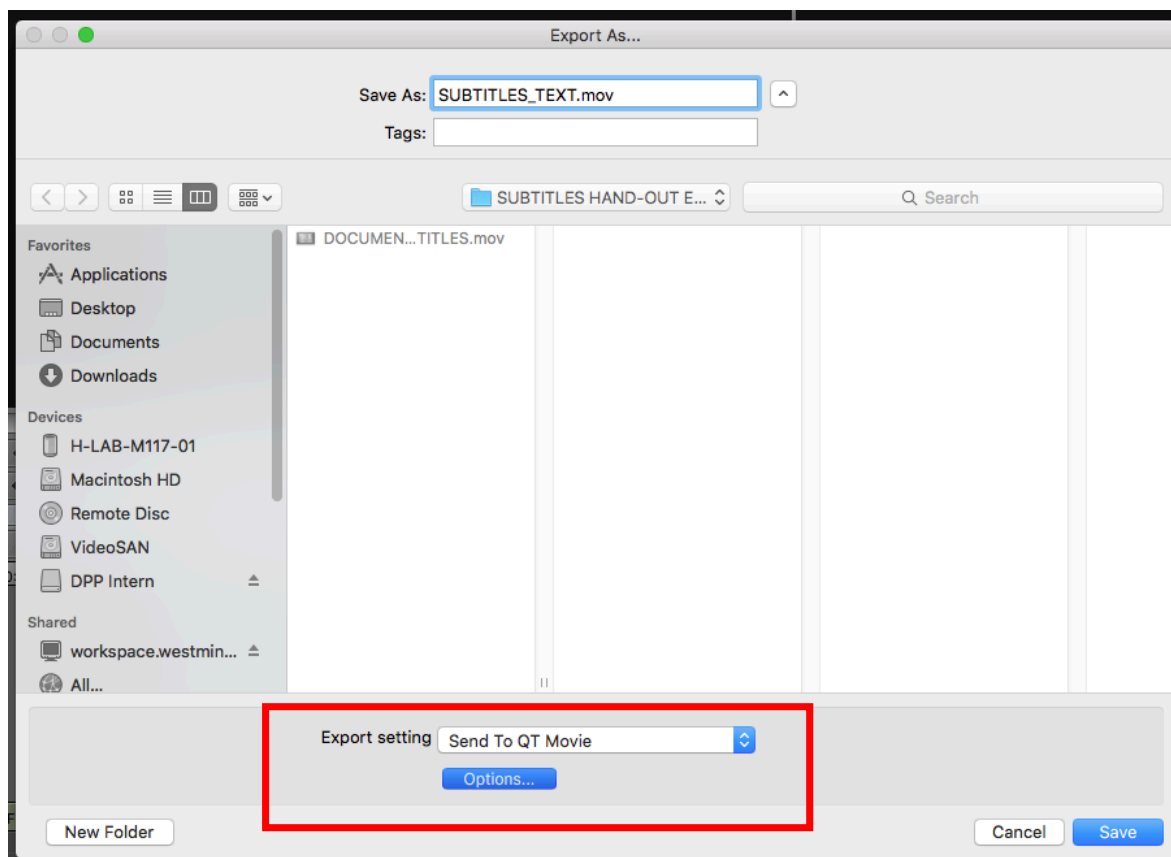 Export As...
Save As: SUBTITLES_TEXT.mov
Tags:
SUBTITLES HAND-OUT E...
Search
Favorites
Applications
Desktop
Documents
Downloads
Devices
H-LAB-M117-01
Macintosh HD
Remote Disc
VideoSAN
DPP Intern
Shared
workspace.westmin...
All...
DOCUMEN...TITLES.mov
Export setting Send To QT Movie
Options...
New Folder
Cancel
Save